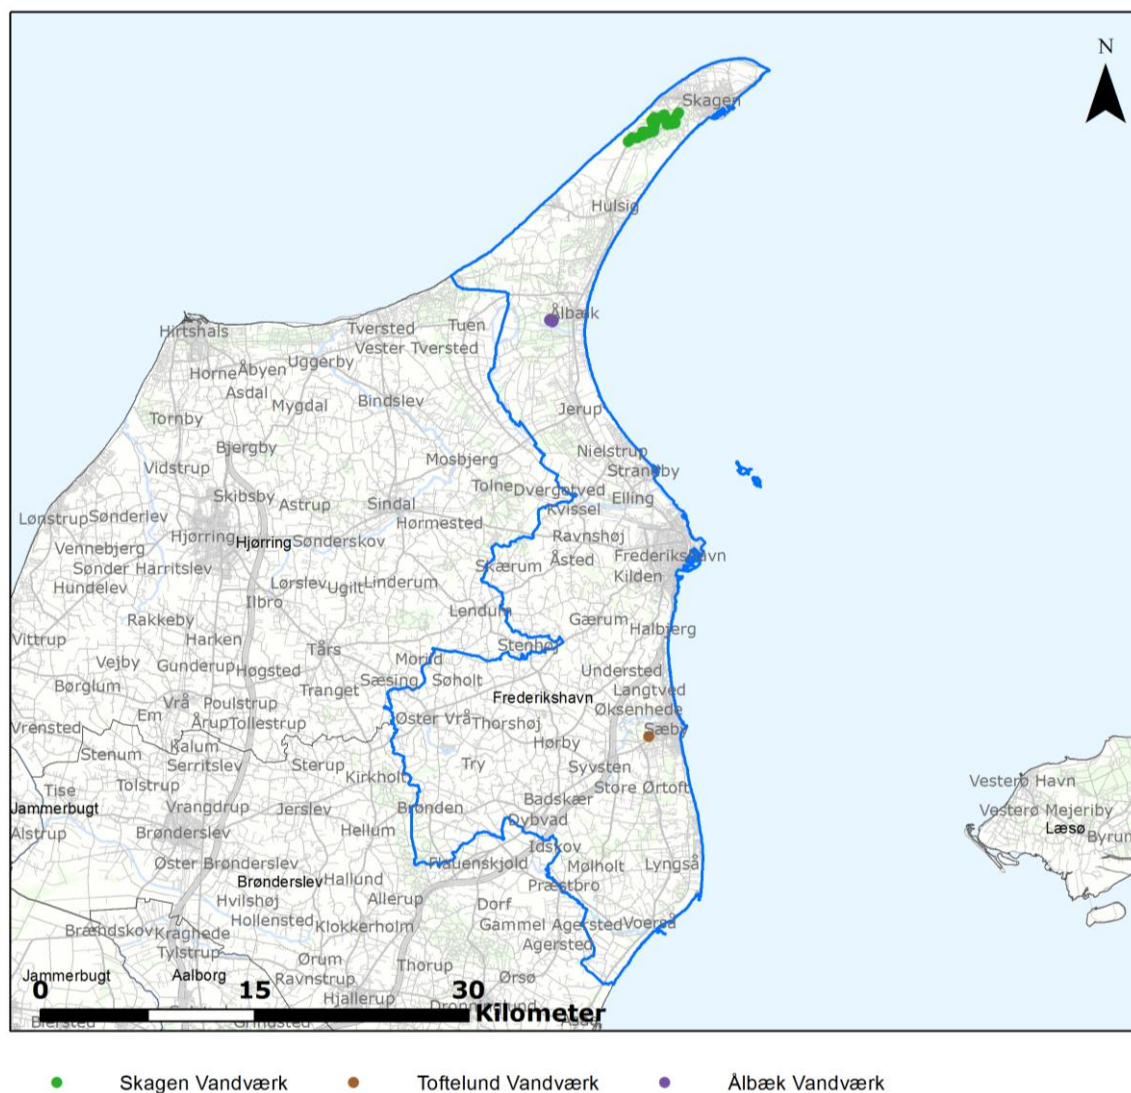 N
Skagen
Hulsig
Ålbæk
Hirtshals
Tversted
Tuen
Vester Tversted
Uggerby
Horne
Åbyen
Asdal
Mygdal
Bindslev
Jerup
Tornby
Bjergby
Nielstrup
Mosbjerg
Strandby
Vidstrup
Tolne
Dvergetved
Elling
Skibsby
Astrup
Sindal
Kvissel
Lønstrup
Sønderlev
Hørmested
Hjørring
Hjørring
Sønderskov
Ravnshøj
Vennebjerg
Frederikshavn
Åsted
Sønder Harritslev
Skærum
Kilden
Hundelev
Lørslev
Ugilt
Linderum
Ilbro
Lendum
Rakkeby
Gærum
Halbjerg
Vittrup
Harken
Stenhøj
Tårs
Vejby
Gunderup
Høgsted
Morild
Understed
Sæsing
Søholt
Børglum
Tranget
Langtved
Frederikshavn
Vrå
Poulstrup
Øksenhede
Em
Årup
Tollestrup
Øster Vrå
Thorshøj
Vrensted
Sæby
Kalum
Hørby
Stenum
Serritslev
Sterup
Try
Syvsten
Kirkholt
Tolstrup
Store Ørtoft
Vesterø Havn
Tise
Badskær
Jammerbugt
Vrangdrup
Jerslev
Brønden
Vesterø Mejeriby
Dybvad
Læsø
Alstrup
Brønderslev
Hellum
Byrum
Idskov
Øster Brønderslev
Flauenskjold
Mølholt
Lyngså
Brønderslev
Hallund
Præstbro
Hvilshøj
Allerup
Dorf
Hollensted
Klokkerholm
Gammel Agersted
Voerså
Brændskov
Kraghede
Agersted
Tylstrup
Ørum
Thorup
Jammerbugt
Aalborg
Ravnstrup
Ørsø
Hjallerup
Dronninglund
0 15 30
Kilometer
Biersted
Grindsted
Skagen Vandværk Toftelund Vandværk Ålbæk Vandværk